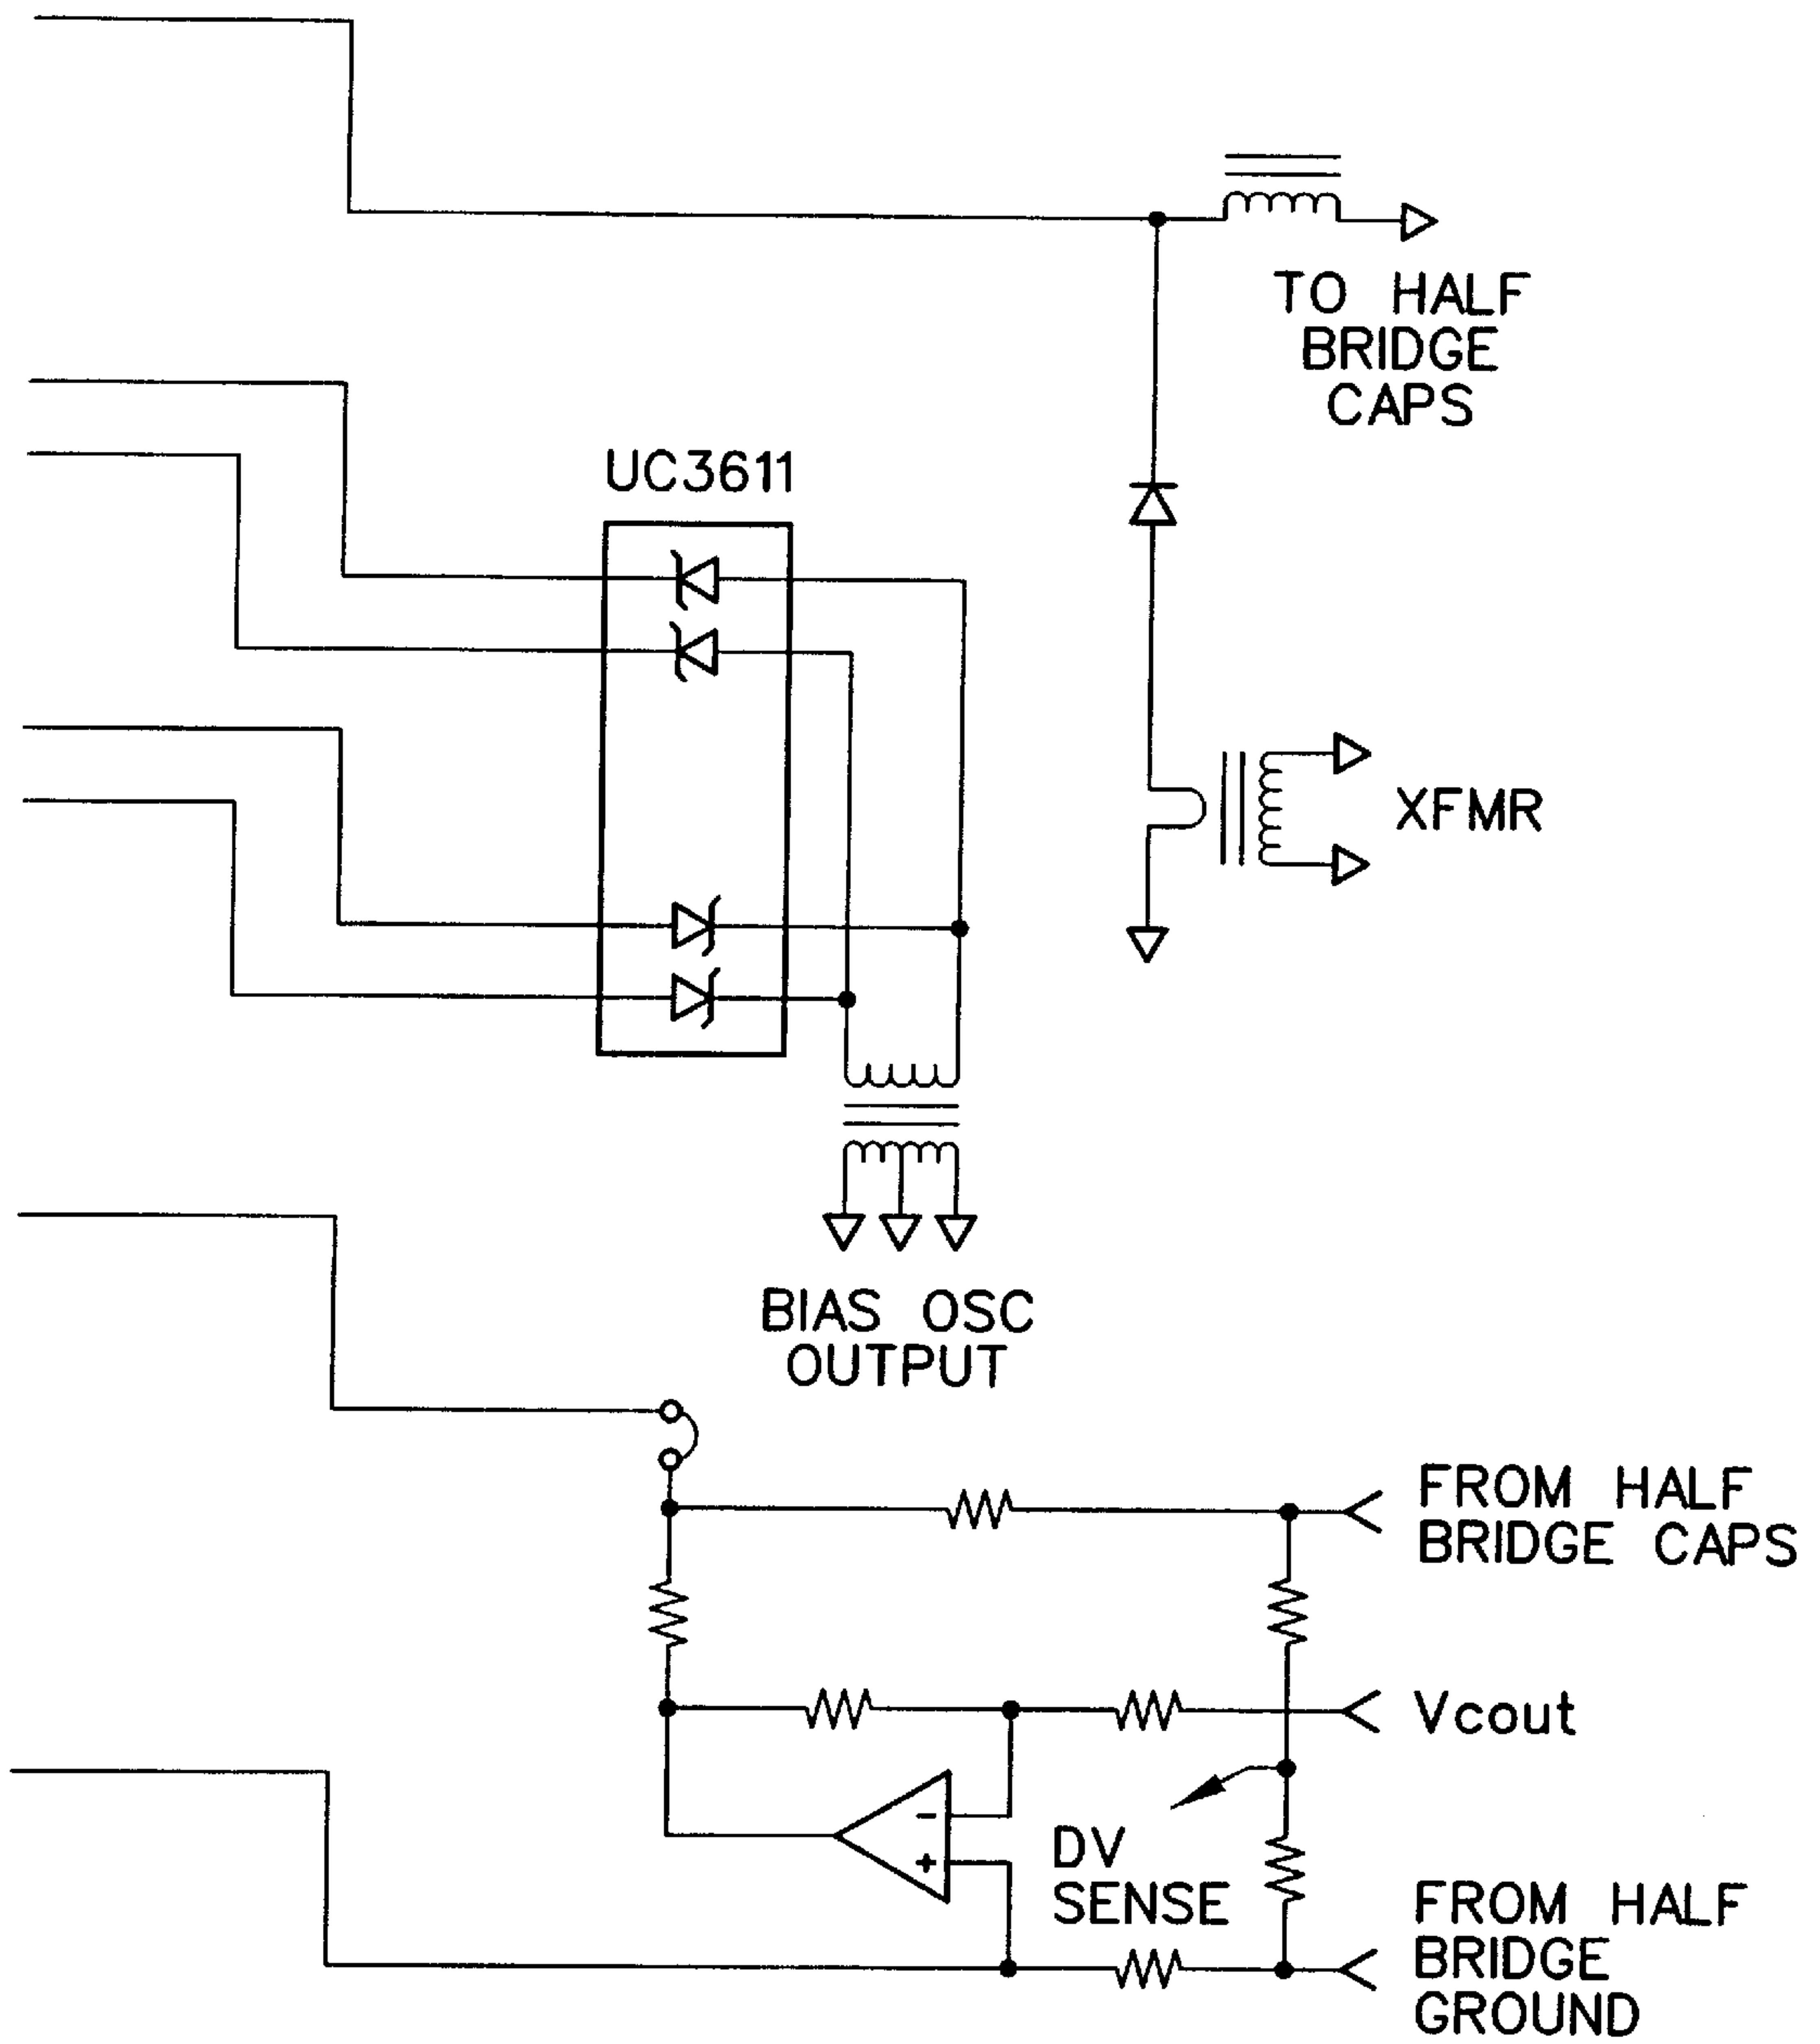 TO HALF
BRIDGE
CAPS
UC3611
XFMR
BIAS OSC
OUTPUT
FROM HALF
BRIDGE CAPS
Vcout
-
+
DV
SENSE
FROM HALF
BRIDGE
GROUND